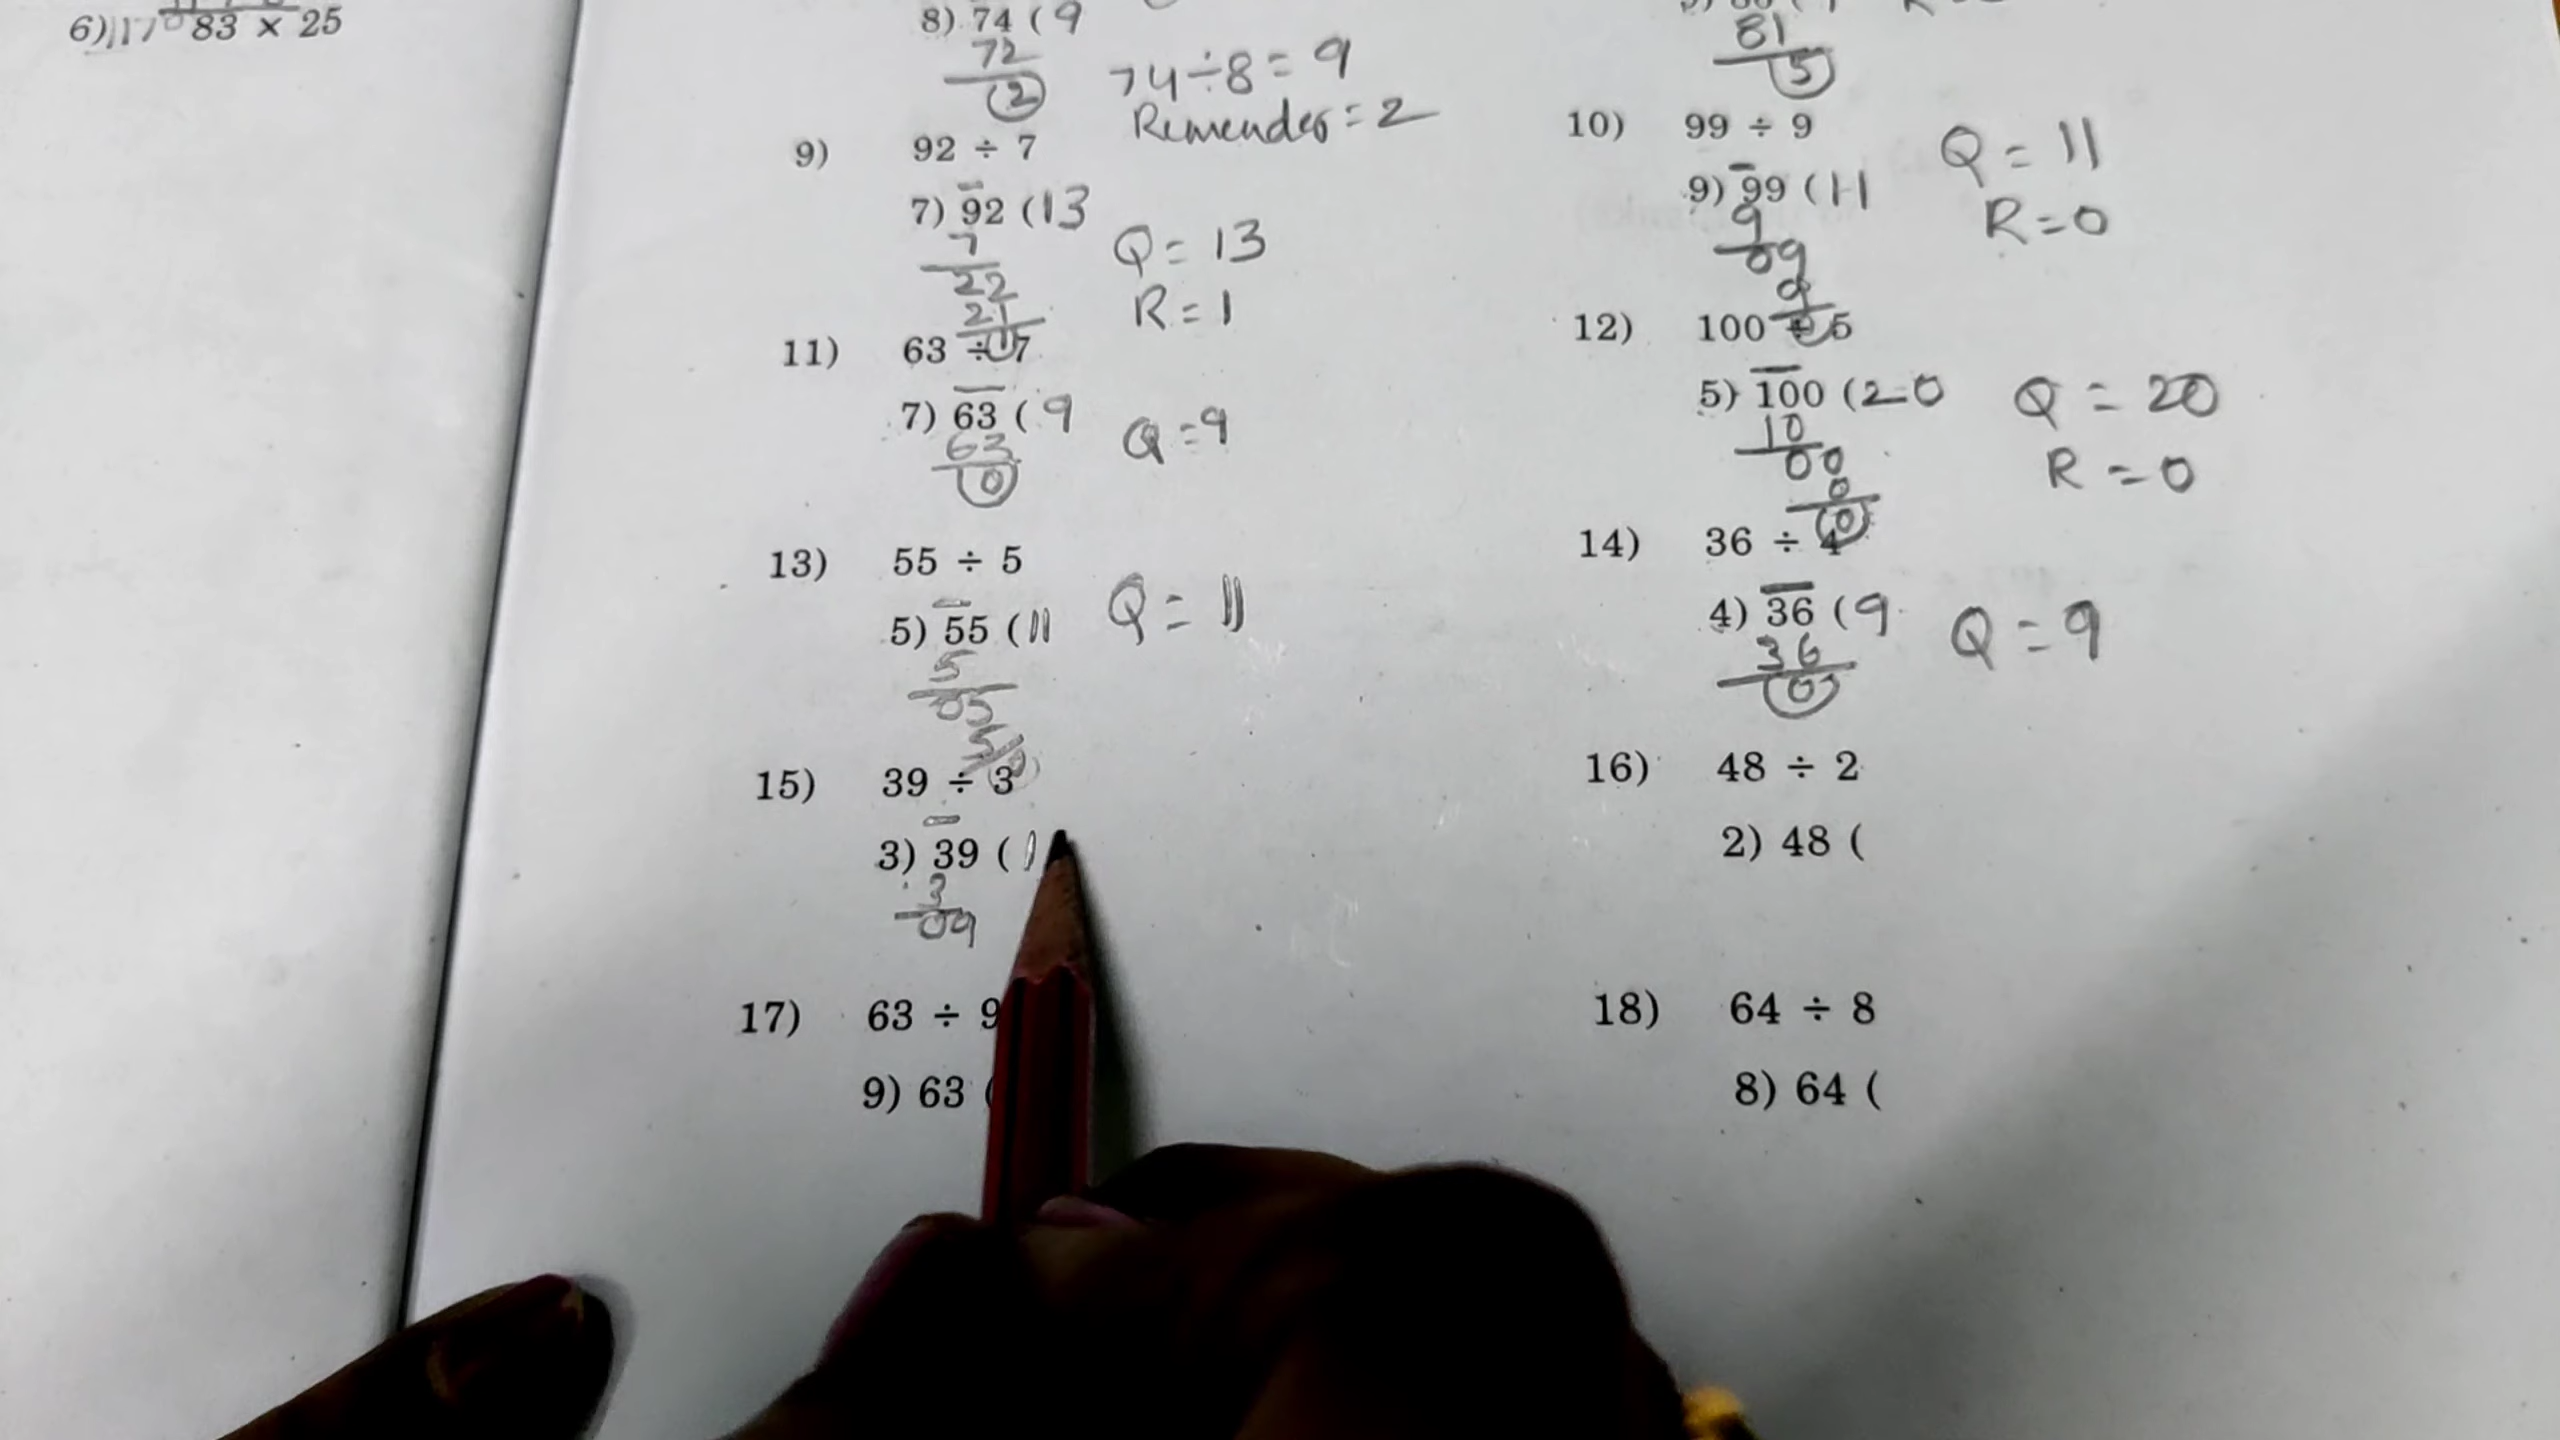 6) 83 × 25
8) 74 ( 9
72
2
74÷8 = 9
Remender = 2
81
5
9) 92 ÷ 7
7) 92 (13
7
22
21
1
Q = 13
R = 1
10) 99 ÷ 9
9) 99 ( 11
9
09
9
0
Q = 11
R = 0
11) 63 ÷ 7
7) 63 ( 9
63
0
Q = 9
12) 100 ÷ 5
5) 100 (20
10
00
0
0
Q = 20
R = 0
13) 55 ÷ 5
5) 55 ( 11
5
05
5
0
Q = 11
14) 36 ÷ 4
4) 36 ( 9
36
0
Q = 9
15) 39 ÷ 3
3) 39 ( 1
3
09
16) 48 ÷ 2
2) 48 (
17) 63 ÷ 9
9) 63 (
18) 64 ÷ 8
8) 64 (